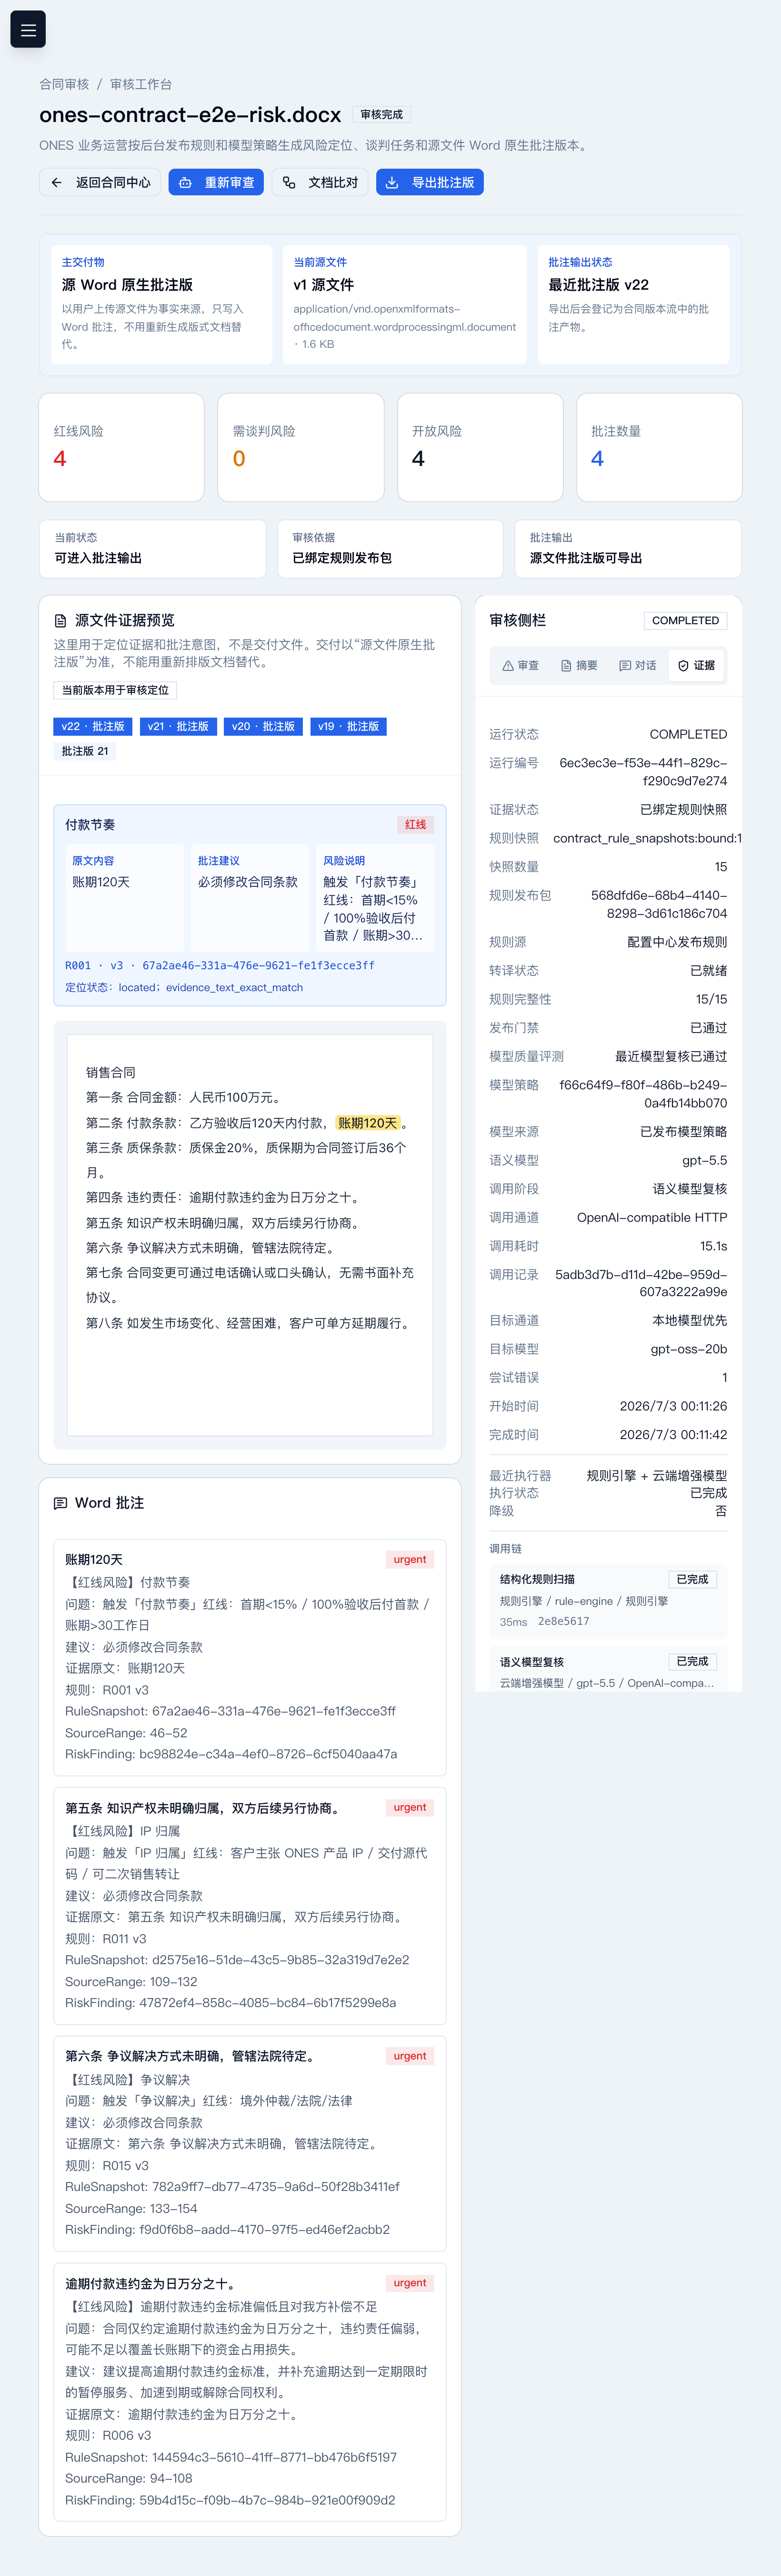 合同审核 / 审核工作台
ones-contract-e2e-risk.docx 审核完成
ONES 业务运营按后台发布规则和模型策略生成风险定位、谈判任务和源文件 Word 原生批注版本。
返回合同中心 重新审查 文档比对 导出批注版
主交付物
源 Word 原生批注版
以用户上传源文件为事实来源，只写入
Word 批注，不用重新生成版式文档替
代。
当前源文件
v1 源文件
application/vnd.openxmlformats-
officedocument.wordprocessingml.document
· 1.6 KB
批注输出状态
最近批注版 v22
导出后会登记为合同版本流中的批
注产物。
红线风险
4
需谈判风险
0
开放风险
4
批注数量
4
当前状态
可进入批注输出
审核依据
已绑定规则发布包
批注输出
源文件批注版可导出
源文件证据预览
这里用于定位证据和批注意图，不是交付文件。交付以“源文件原生批
注版”为准，不能用重新排版文档替代。
当前版本用于审核定位
v22 · 批注版 v21 · 批注版 v20 · 批注版 v19 · 批注版
批注版 21
付款节奏 红线
原文内容
账期120天
批注建议
必须修改合同条款
风险说明
触发「付款节奏」
红线：首期<15%
/ 100%验收后付
首款 / 账期>30...
R001 · v3 · 67a2ae46-331a-476e-9621-fe1f3ecce3ff
定位状态：located；evidence_text_exact_match
销售合同
第一条 合同金额：人民币100万元。
第二条 付款条款：乙方验收后120天内付款，账期120天。
第三条 质保条款：质保金20%，质保期为合同签订后36个
月。
第四条 违约责任：逾期付款违约金为日万分之十。
第五条 知识产权未明确归属，双方后续另行协商。
第六条 争议解决方式未明确，管辖法院待定。
第七条 合同变更可通过电话确认或口头确认，无需书面补充
协议。
第八条 如发生市场变化、经营困难，客户可单方延期履行。
Word 批注
账期120天 urgent
【红线风险】付款节奏
问题：触发「付款节奏」红线：首期<15% / 100%验收后付首款 /
账期>30工作日
建议：必须修改合同条款
证据原文：账期120天
规则：R001 v3
RuleSnapshot: 67a2ae46-331a-476e-9621-fe1f3ecce3ff
SourceRange: 46-52
RiskFinding: bc98824e-c34a-4ef0-8726-6cf5040aa47a
第五条 知识产权未明确归属，双方后续另行协商。 urgent
【红线风险】IP 归属
问题：触发「IP 归属」红线：客户主张 ONES 产品 IP / 交付源代
码 / 可二次销售转让
建议：必须修改合同条款
证据原文：第五条 知识产权未明确归属，双方后续另行协商。
规则：R011 v3
RuleSnapshot: d2575e16-51de-43c5-9b85-32a319d7e2e2
SourceRange: 109-132
RiskFinding: 47872ef4-858c-4085-bc84-6b17f5299e8a
第六条 争议解决方式未明确，管辖法院待定。 urgent
【红线风险】争议解决
问题：触发「争议解决」红线：境外仲裁/法院/法律
建议：必须修改合同条款
证据原文：第六条 争议解决方式未明确，管辖法院待定。
规则：R015 v3
RuleSnapshot: 782a9ff7-db77-4735-9a6d-50f28b3411ef
SourceRange: 133-154
RiskFinding: f9d0f6b8-aadd-4170-97f5-ed46ef2acbb2
逾期付款违约金为日万分之十。 urgent
【红线风险】逾期付款违约金标准偏低且对我方补偿不足
问题：合同仅约定逾期付款违约金为日万分之十，违约责任偏弱，
可能不足以覆盖长账期下的资金占用损失。
建议：建议提高逾期付款违约金标准，并补充逾期达到一定期限时
的暂停服务、加速到期或解除合同权利。
证据原文：逾期付款违约金为日万分之十。
规则：R006 v3
RuleSnapshot: 144594c3-5610-41ff-8771-bb476b6f5197
SourceRange: 94-108
RiskFinding: 59b4d15c-f09b-4b7c-984b-921e00f909d2
审核侧栏 COMPLETED
审查 摘要 对话 证据
运行状态 COMPLETED
运行编号 6ec3ec3e-f53e-44f1-829c-
f290c9d7e274
证据状态 已绑定规则快照
规则快照 contract_rule_snapshots:bound:1
快照数量 15
规则发布包 568dfd6e-68b4-4140-
8298-3d61c186c704
规则源 配置中心发布规则
转译状态 已就绪
规则完整性 15/15
发布门禁 已通过
模型质量评测 最近模型复核已通过
模型策略 f66c64f9-f80f-486b-b249-
0a4fb14bb070
模型来源 已发布模型策略
语义模型 gpt-5.5
调用阶段 语义模型复核
调用通道 OpenAI-compatible HTTP
调用耗时 15.1s
调用记录 5adb3d7b-d11d-42be-959d-
607a3222a99e
目标通道 本地模型优先
目标模型 gpt-oss-20b
尝试错误 1
开始时间 2026/7/3 00:11:26
完成时间 2026/7/3 00:11:42
最近执行器 规则引擎 + 云端增强模型
执行状态 已完成
降级 否
调用链
结构化规则扫描 已完成
规则引擎 / rule-engine / 规则引擎
35ms 2e8e5617
语义模型复核 已完成
云端增强模型 / gpt-5.5 / OpenAI-compa...